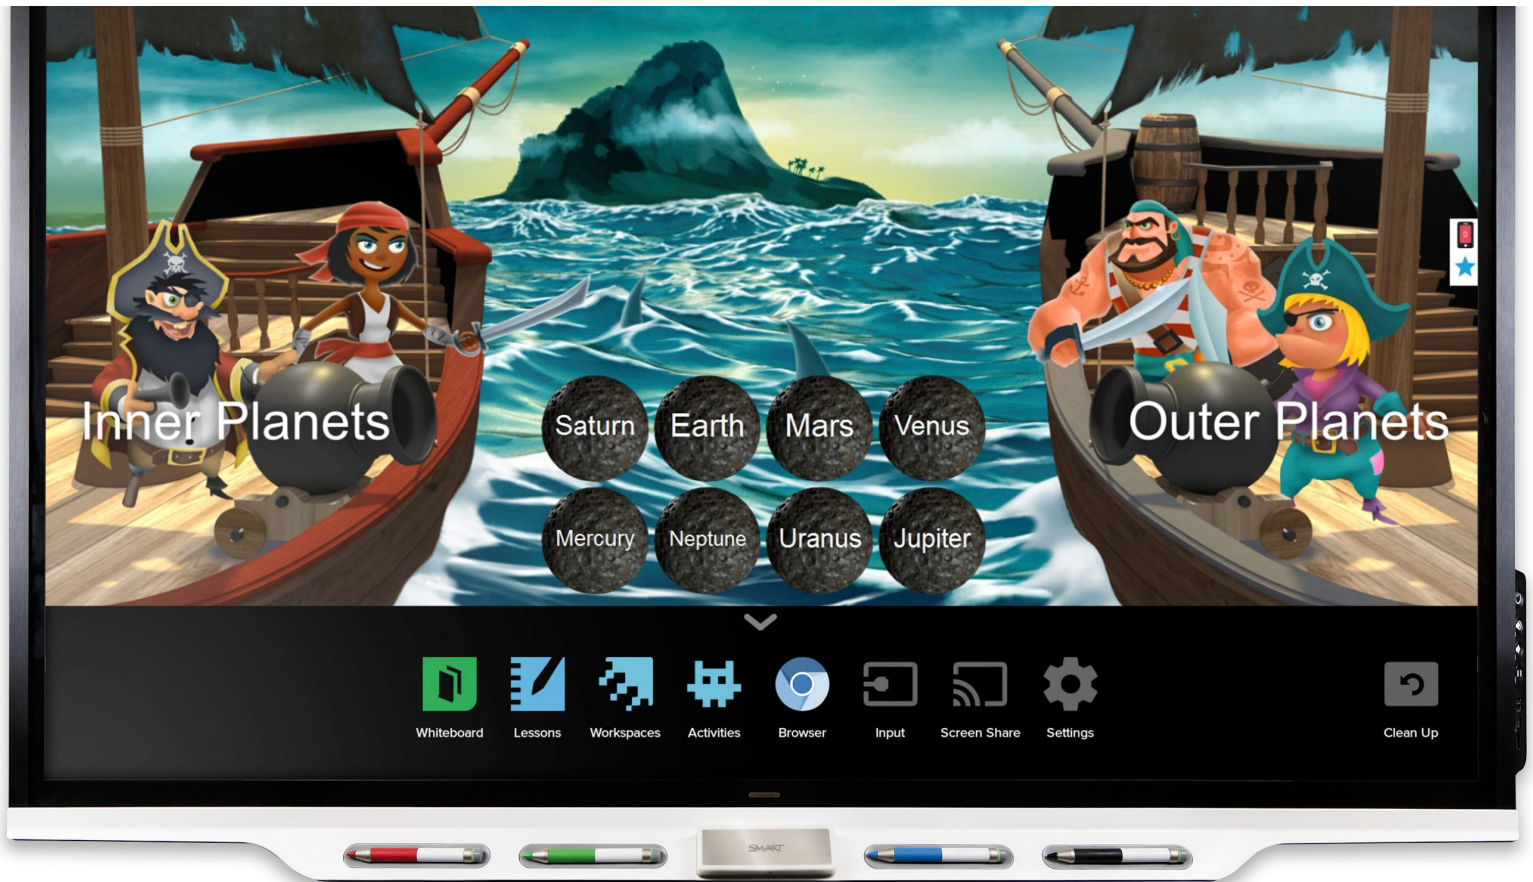 Inner Planets
Outer Planets
Saturn Earth Mars Venus
Mercury Neptune Uranus Jupiter
Whiteboard Lessons Workspaces Activities Browser Input Screen Share Settings Clean Up
SMART